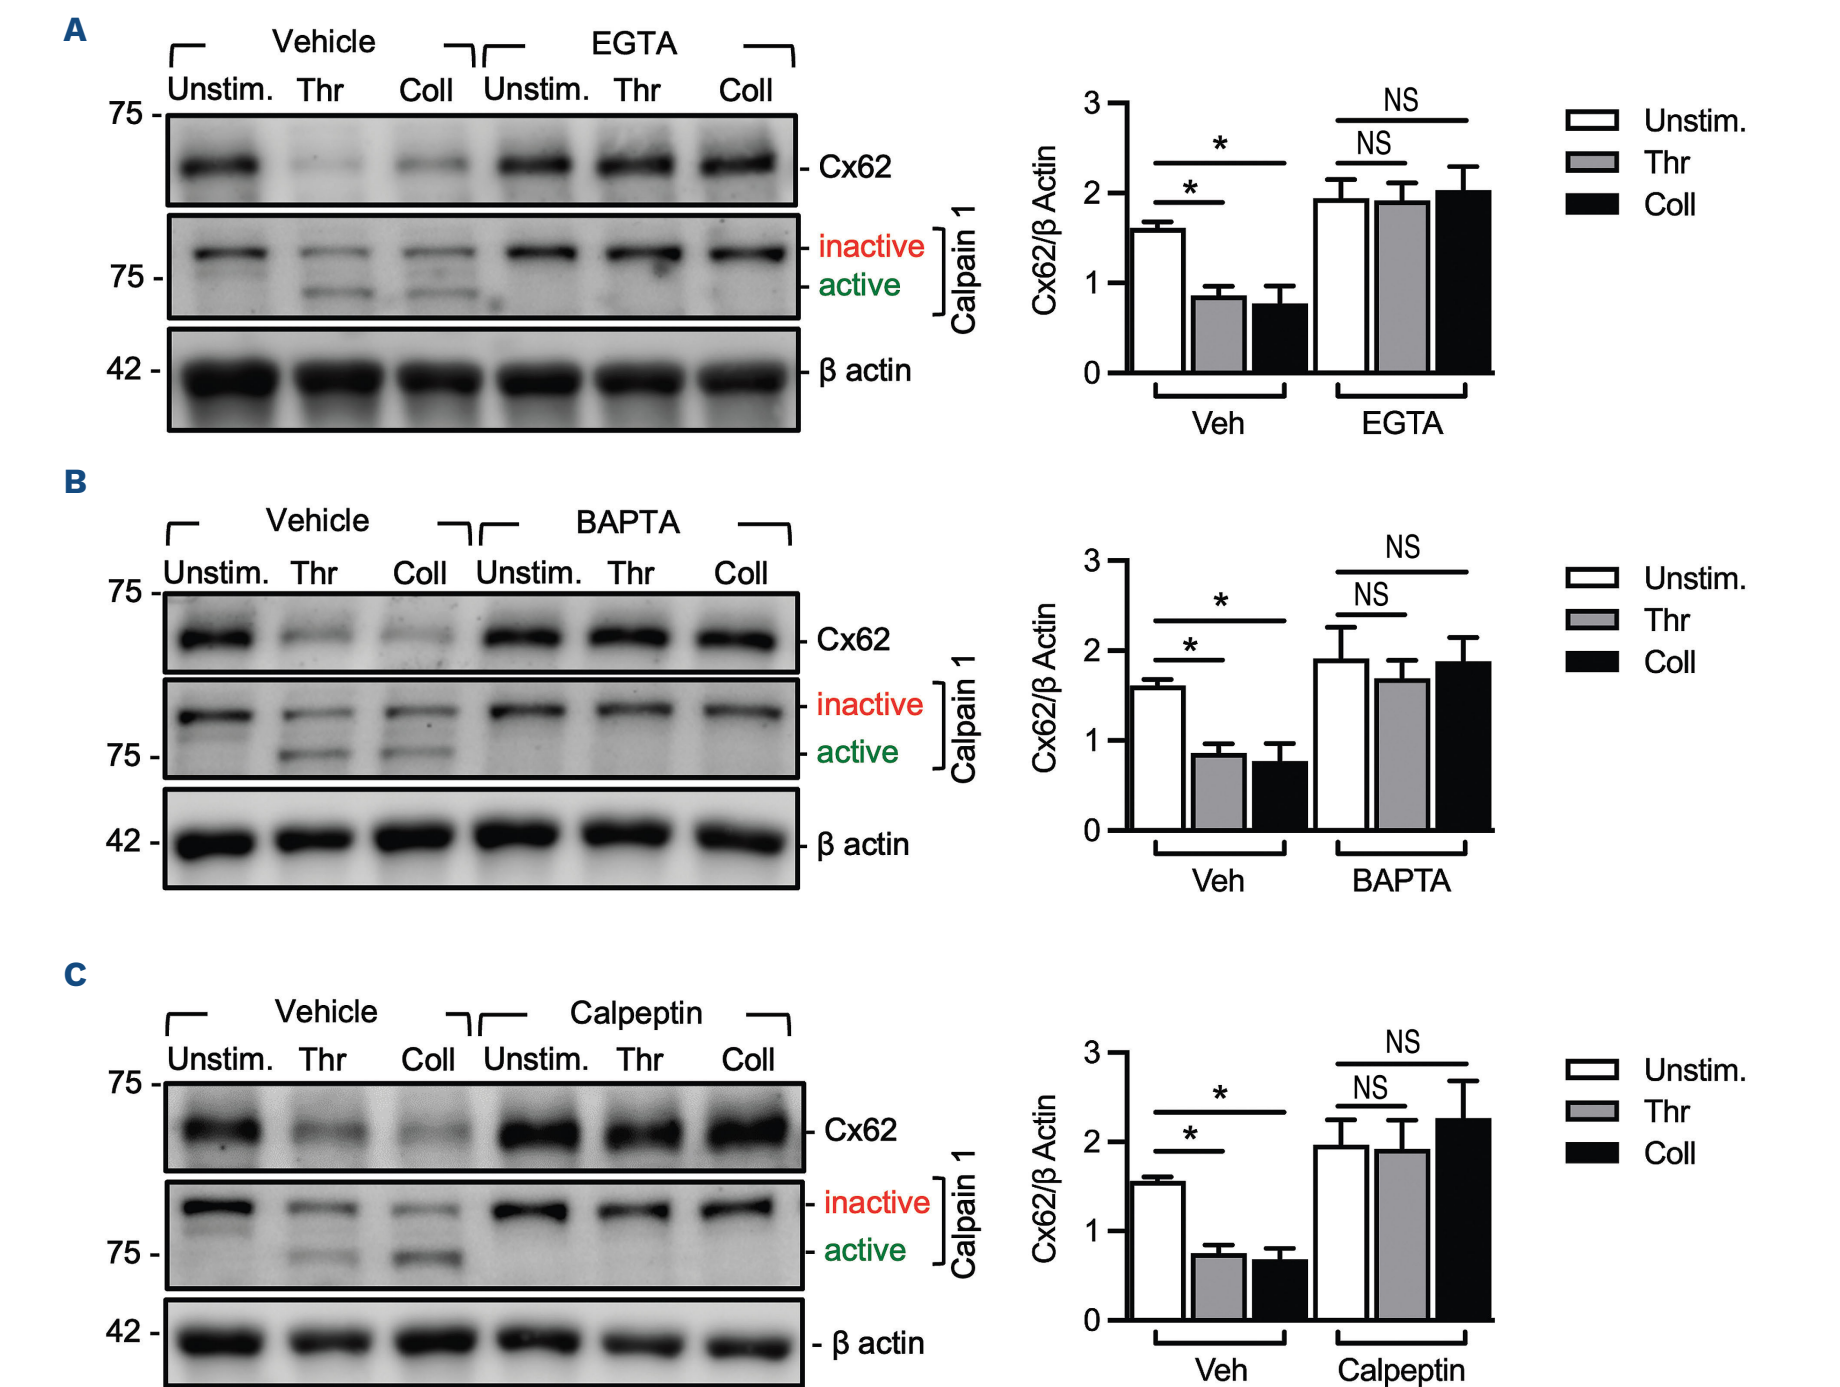 A
Vehicle EGTA
Unstim. Thr Coll Unstim. Thr Coll
75 -
- Cx62
- inactive
75 -
- active
Calpain 1
42 -
- β actin
3
2
1
0
Cx62/β Actin
* *
NS NS
Veh EGTA
Unstim.
Thr
Coll
B
Vehicle BAPTA
Unstim. Thr Coll Unstim. Thr Coll
75 -
- Cx62
- inactive
75 -
- active
Calpain 1
42 -
- β actin
3
2
1
0
Cx62/β Actin
* *
NS NS
Veh BAPTA
Unstim.
Thr
Coll
C
Vehicle Calpeptin
Unstim. Thr Coll Unstim. Thr Coll
75 -
- Cx62
- inactive
75 -
- active
Calpain 1
42 -
- β actin
3
2
1
0
Cx62/β Actin
* *
NS NS
Veh Calpeptin
Unstim.
Thr
Coll